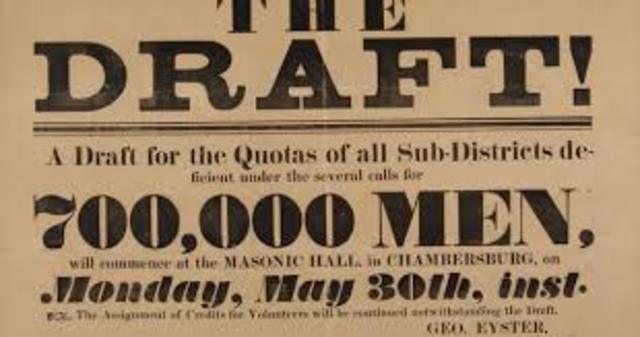 THE
DRAFT!
A Draft for the Quotas of all Sub-Districts de-
ficient under the several calls for
700,000 MEN,
will commence at the MASONIC HALL, in CHAMBERSBURG, on
Monday, May 30th, inst.
The Assignment of Credits for Volunteers will be continued notwithstanding the Draft.
GEO. EYSTER,